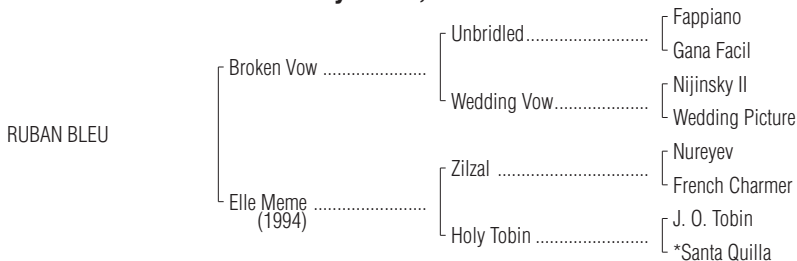 Fappiano
Unbridled
Gana Facil
Broken Vow
Nijinsky II
Wedding Vow
Wedding Picture
RUBAN BLEU
Nureyev
Zilzal
French Charmer
Elle Meme
(1994)
J. O. Tobin
Holy Tobin
*Santa Quilla